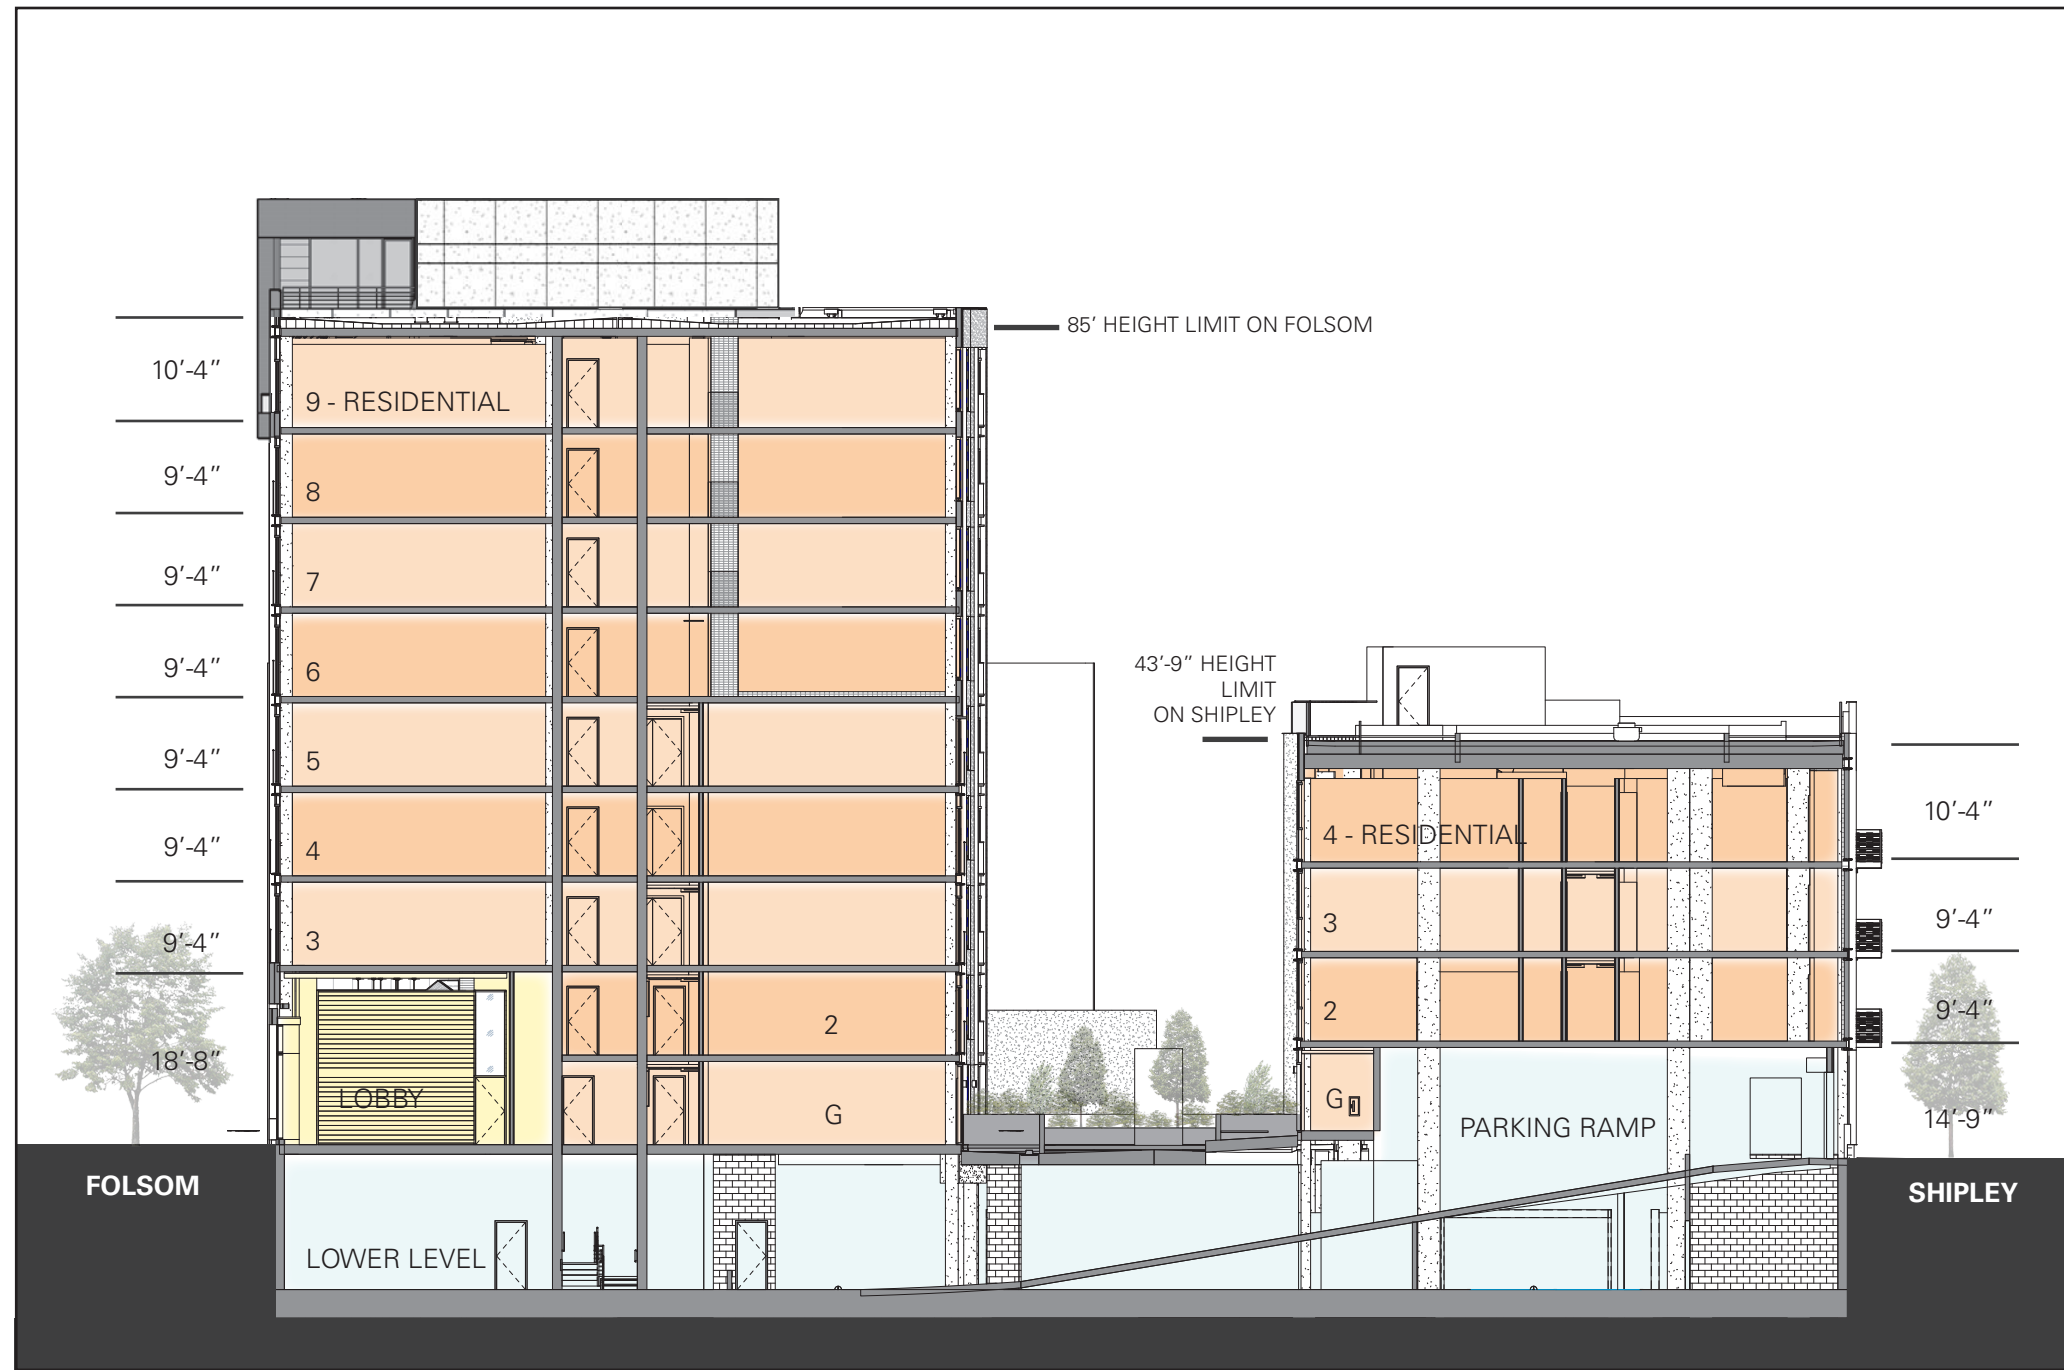 85’ HEIGHT LIMIT ON FOLSOM
10’-4”
9 - RESIDENTIAL
9’-4”
8
9’-4”
7
9’-4”
6
9’-4”
5
9’-4”
4
9’-4”
3
18’-8”
LOBBY
2
G
FOLSOM
LOWER LEVEL
43’-9” HEIGHT
LIMIT
ON SHIPLEY
10’-4”
4 - RESIDENTIAL
9’-4”
3
9’-4”
2
14’-9”
G
PARKING RAMP
SHIPLEY